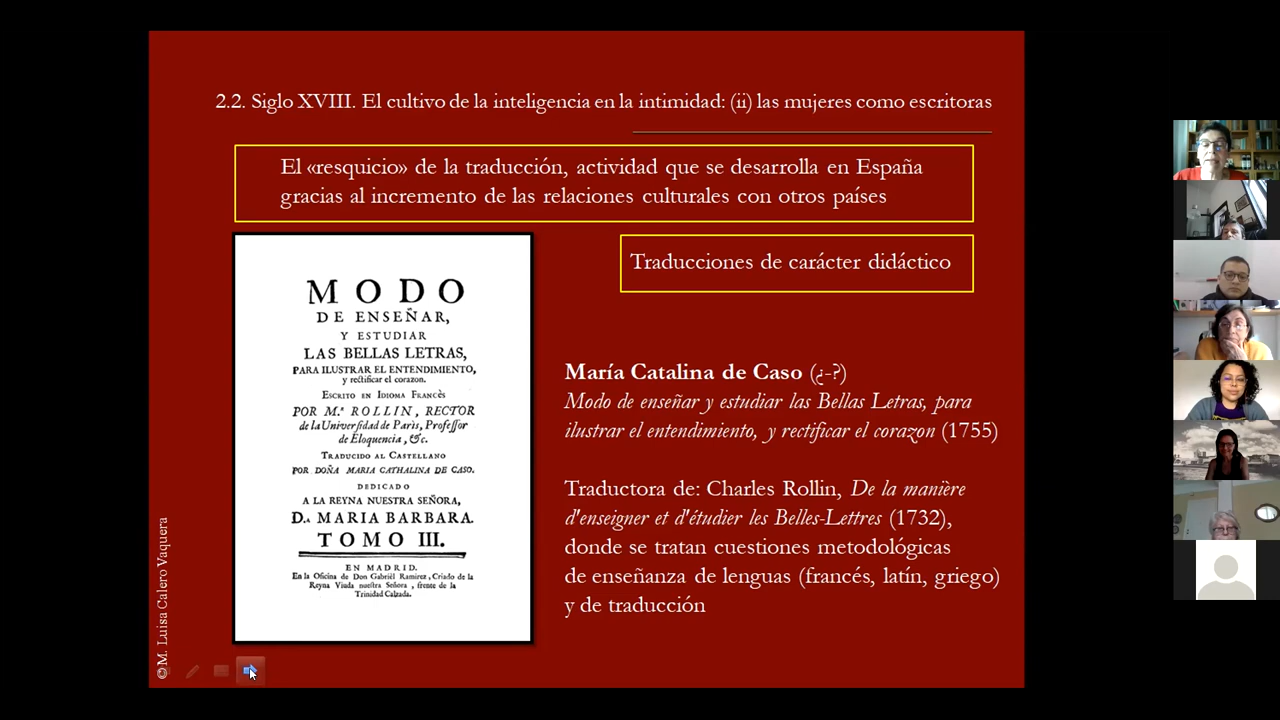 2.2. Siglo XVIII. El cultivo de la inteligencia en la intimidad: (ii) las mujeres como escritoras
El «resquicio» de la traducción, actividad que se desarrolla en España
gracias al incremento de las relaciones culturales con otros países
Traducciones de carácter didáctico
MODO
DE ENSEÑAR,
Y ESTUDIAR
LAS BELLAS LETRAS,
PARA ILUSTRAR EL ENTENDIMIENTO,
y rectificar el corazon.
ESCRITO EN IDIOMA FRANCÈS
POR M.ʳ ROLLIN, RECTOR
de la Univerſidad de Parìs, Profeſſor
de Eloquencia, &c.
TRADUCIDO AL CASTELLANO
POR DOÑA MARIA CATHALINA DE CASO.
DEDICADO
A LA REYNA NUESTRA SEÑORA,
D.ᴬ MARIA BARBARA.
TOMO III.
EN MADRID.
En la Oficina de Don Gabrièl Ramirez, Criado de la
Reyna Viuda nueſtra Señora, frente de la
Trinidad Calzada.
María Catalina de Caso (¿-?)
Modo de enseñar y estudiar las Bellas Letras, para
ilustrar el entendimiento, y rectificar el corazon (1755)
Traductora de: Charles Rollin, De la manière
d'enseigner et d'étudier les Belles-Lettres (1732),
donde se tratan cuestiones metodológicas
de enseñanza de lenguas (francés, latín, griego)
y de traducción
©M. Luisa Calero Vaquera